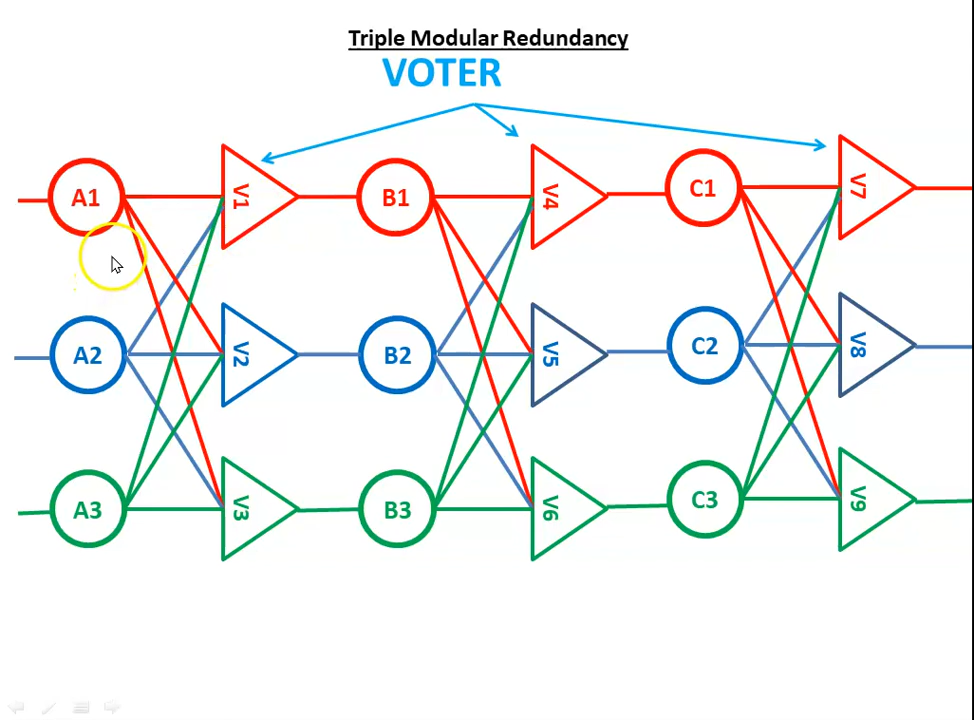 Triple Modular Redundancy
VOTER
A1 V1 B1 V4 C1 V7
A2 V2 B2 V5 C2 V8
A3 V3 B3 V6 C3 V9